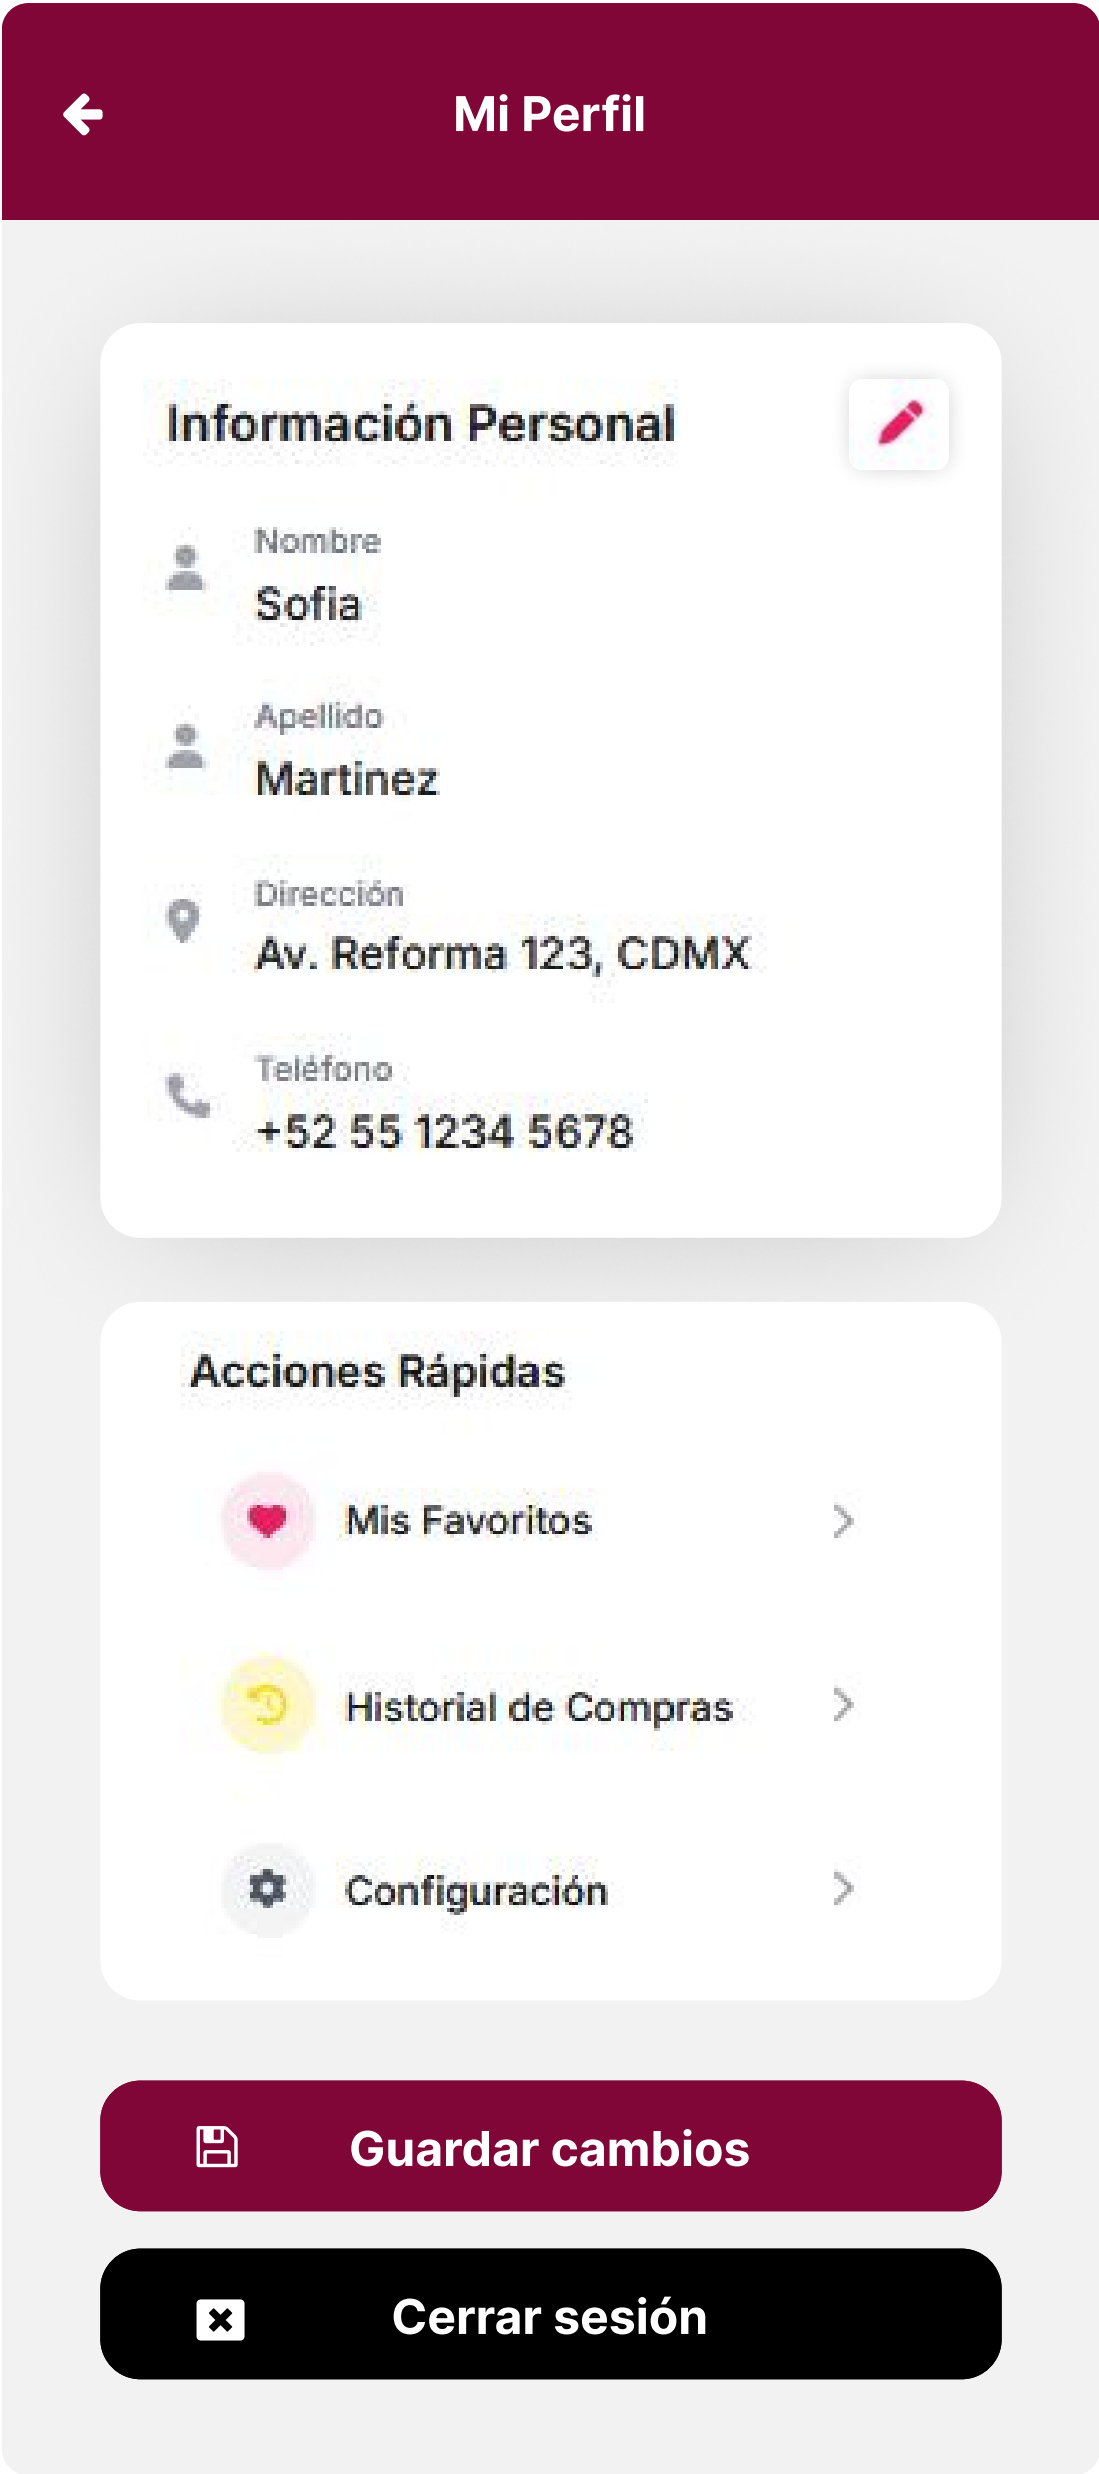 Mi Perfil
Información Personal
Nombre
Sofia
Apellido
Martinez
Dirección
Av. Reforma 123, CDMX
Teléfono
+52 55 1234 5678
Acciones Rápidas
Mis Favoritos
Historial de Compras
Configuración
Guardar cambios
Cerrar sesión